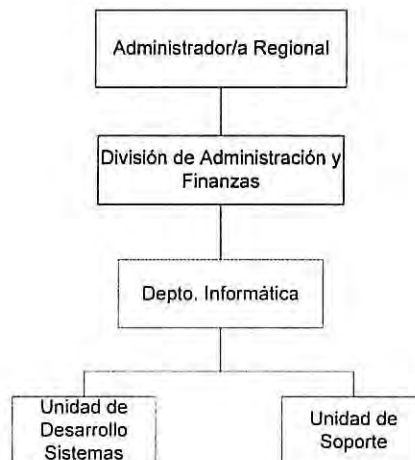 Administrador/a Regional
División de Administración y
Finanzas
Depto. Informática
Unidad de
Desarrollo
Sistemas
Unidad de
Soporte